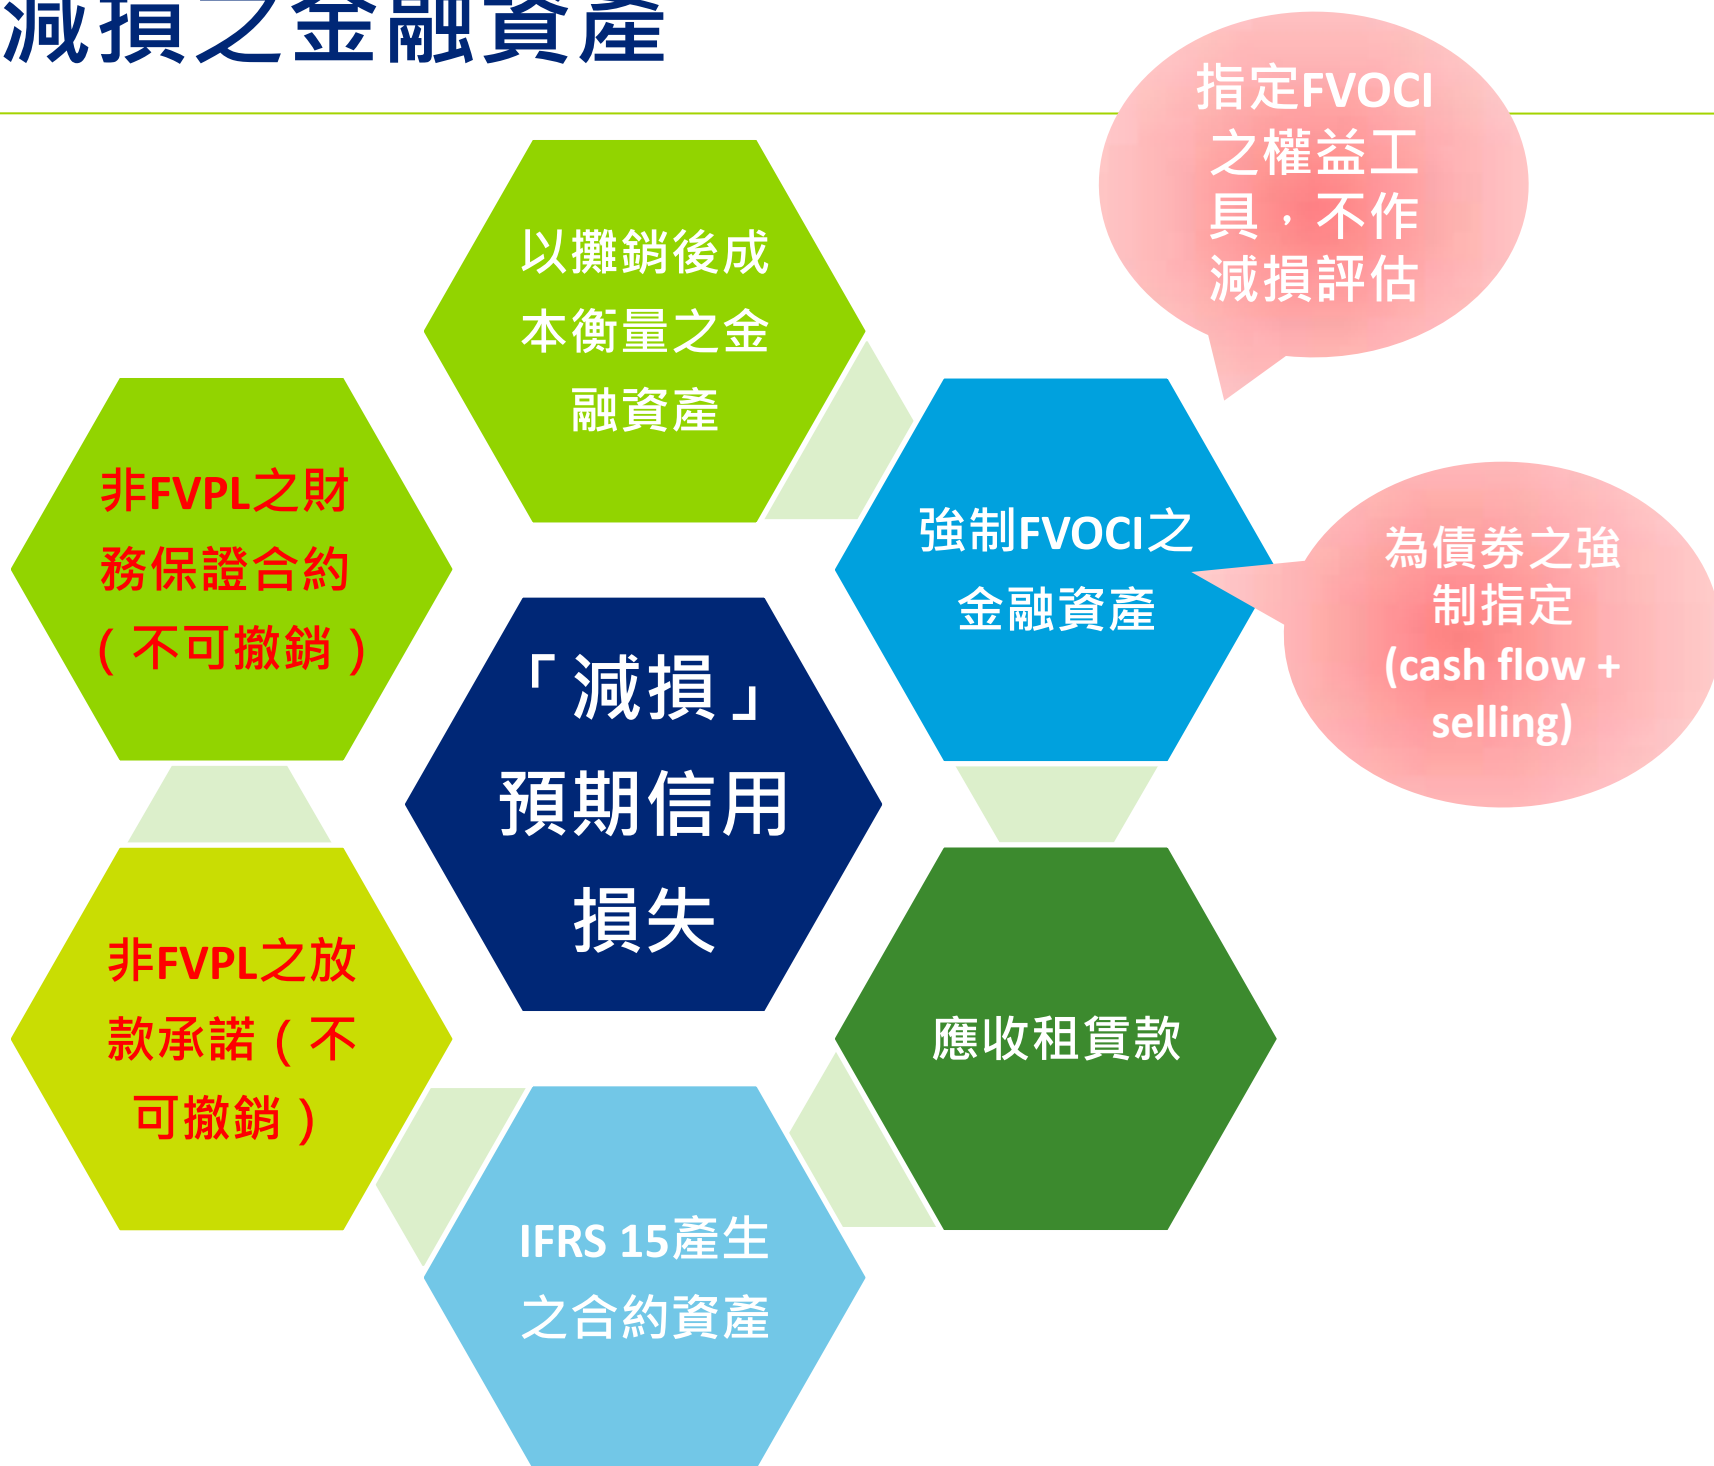 減損之金融資產
指定FVOCI
之權益工
具，不作
減損評估
以攤銷後成
本衡量之金
融資產
強制FVOCI之
金融資產
為債券之強
制指定
(cash flow +
selling)
非FVPL之財
務保證合約
（不可撤銷）
「減損」
預期信用
損失
應收租賃款
非FVPL之放
款承諾（不
可撤銷）
IFRS 15產生
之合約資產